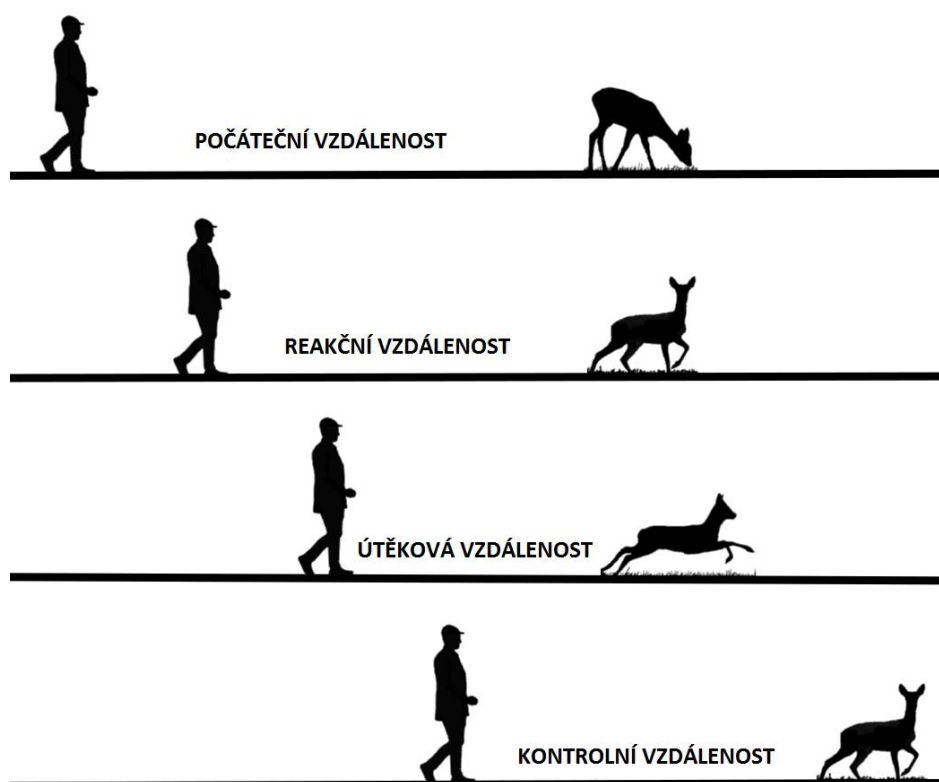 POČÁTEČNÍ VZDÁLENOST
REAKČNÍ VZDÁLENOST
ÚTĚKOVÁ VZDÁLENOST
KONTROLNÍ VZDÁLENOST